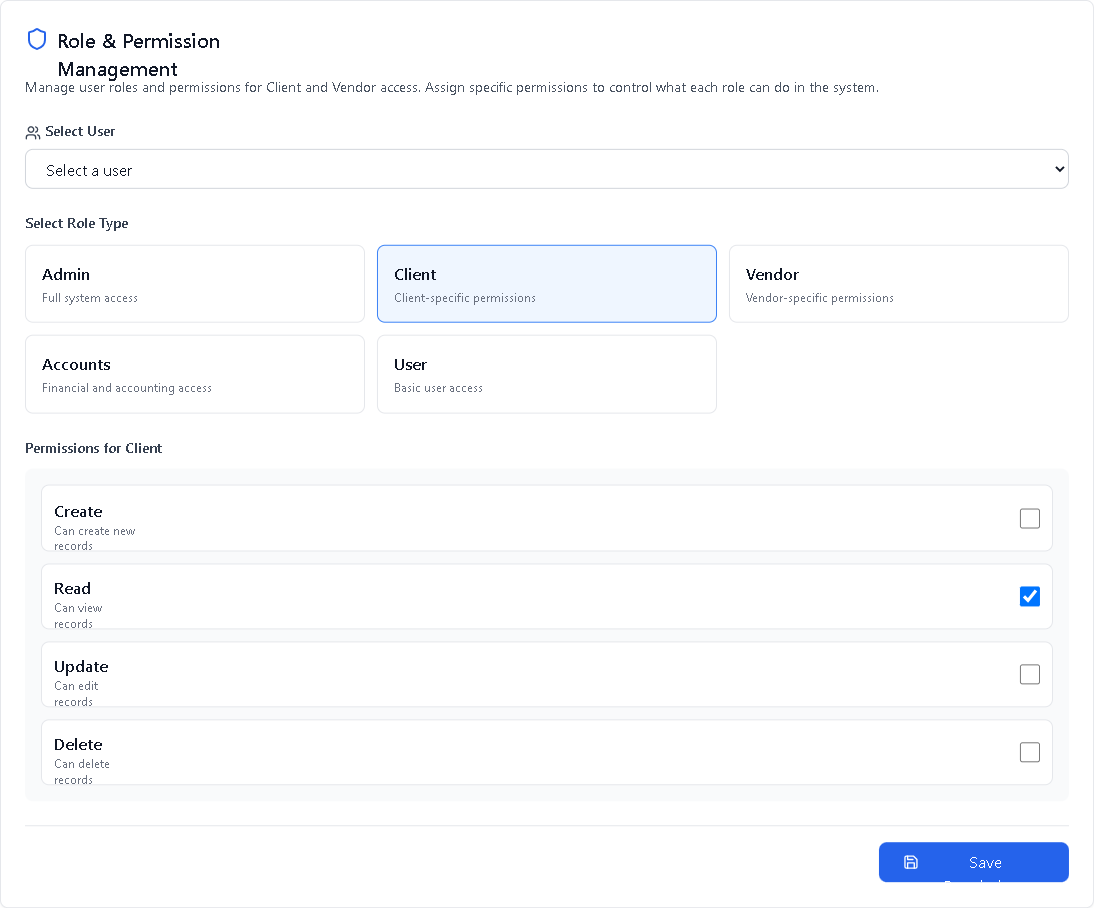 Role & Permission
Management
Manage user roles and permissions for Client and Vendor access. Assign specific permissions to control what each role can do in the system.
Select User
Select a user
Select Role Type
Admin
Full system access
Client
Client-specific permissions
Vendor
Vendor-specific permissions
Accounts
Financial and accounting access
User
Basic user access
Permissions for Client
Create
Can create new
records
Read
Can view
records
Update
Can edit
records
Delete
Can delete
records
Save